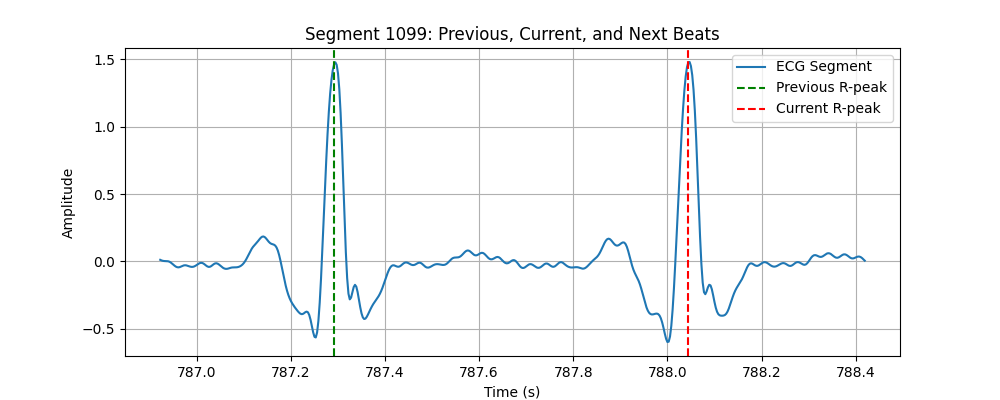 Segment 1099: Previous, Current, and Next Beats
ECG Segment
Previous R-peak
Current R-peak
1.5
1.0
0.5
0.0
−0.5
Amplitude
787.0 787.2 787.4 787.6 787.8 788.0 788.2 788.4
Time (s)